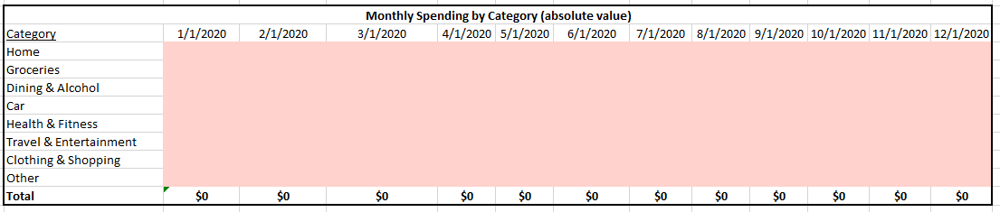 Monthly Spending by Category (absolute value)
Category 1/1/2020 2/1/2020 3/1/2020 4/1/2020 5/1/2020 6/1/2020 7/1/2020 8/1/2020 9/1/2020 10/1/2020 11/1/2020 12/1/2020
Home
Groceries
Dining & Alcohol
Car
Health & Fitness
Travel & Entertainment
Clothing & Shopping
Other
Total $0 $0 $0 $0 $0 $0 $0 $0 $0 $0 $0 $0